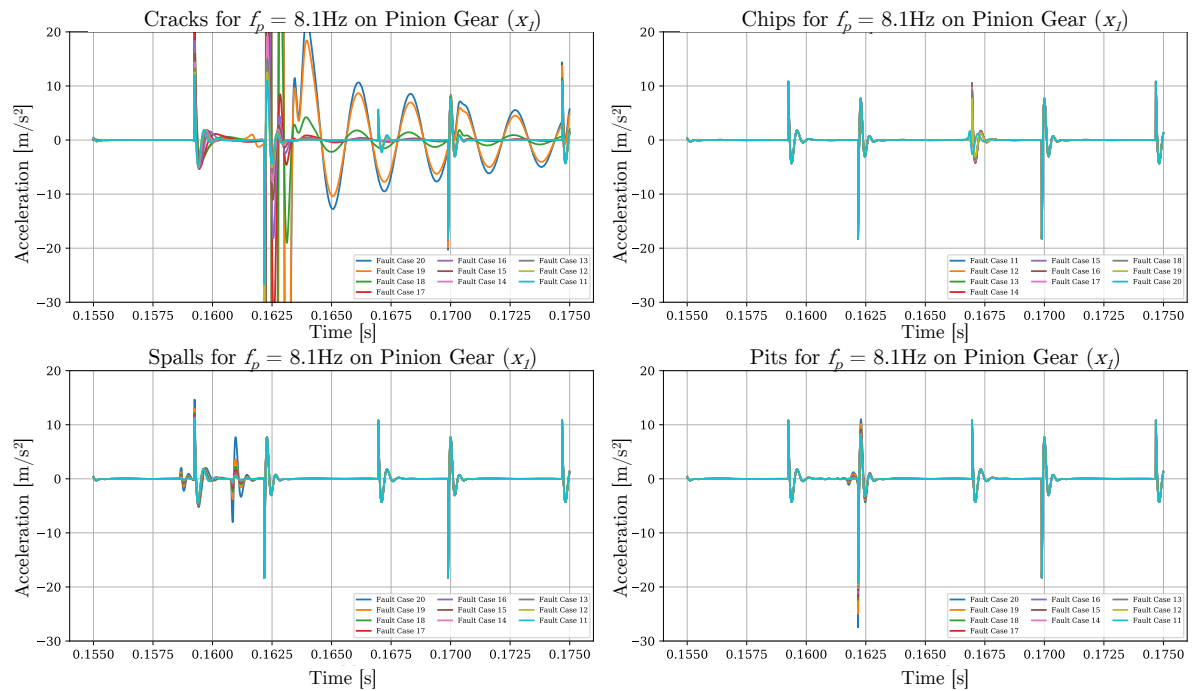 Cracks for f_p = 8.1Hz on Pinion Gear (x_1)
Acceleration [m/s²]
20
10
0
−10
−20
−30
Fault Case 20 Fault Case 16 Fault Case 13
Fault Case 19 Fault Case 15 Fault Case 12
Fault Case 18 Fault Case 14 Fault Case 11
Fault Case 17
0.1550 0.1575 0.1600 0.1625 0.1650 0.1675 0.1700 0.1725 0.1750
Time [s]
Chips for f_p = 8.1Hz on Pinion Gear (x_1)
Acceleration [m/s²]
20
10
0
−10
−20
−30
Fault Case 11 Fault Case 15 Fault Case 18
Fault Case 12 Fault Case 16 Fault Case 19
Fault Case 13 Fault Case 17 Fault Case 20
Fault Case 14
0.1550 0.1575 0.1600 0.1625 0.1650 0.1675 0.1700 0.1725 0.1750
Time [s]
Spalls for f_p = 8.1Hz on Pinion Gear (x_1)
Acceleration [m/s²]
20
10
0
−10
−20
−30
Fault Case 20 Fault Case 16 Fault Case 13
Fault Case 19 Fault Case 15 Fault Case 12
Fault Case 18 Fault Case 14 Fault Case 11
Fault Case 17
0.1550 0.1575 0.1600 0.1625 0.1650 0.1675 0.1700 0.1725 0.1750
Time [s]
Pits for f_p = 8.1Hz on Pinion Gear (x_1)
Acceleration [m/s²]
20
10
0
−10
−20
−30
Fault Case 20 Fault Case 16 Fault Case 13
Fault Case 19 Fault Case 15 Fault Case 12
Fault Case 18 Fault Case 14 Fault Case 11
Fault Case 17
0.1550 0.1575 0.1600 0.1625 0.1650 0.1675 0.1700 0.1725 0.1750
Time [s]